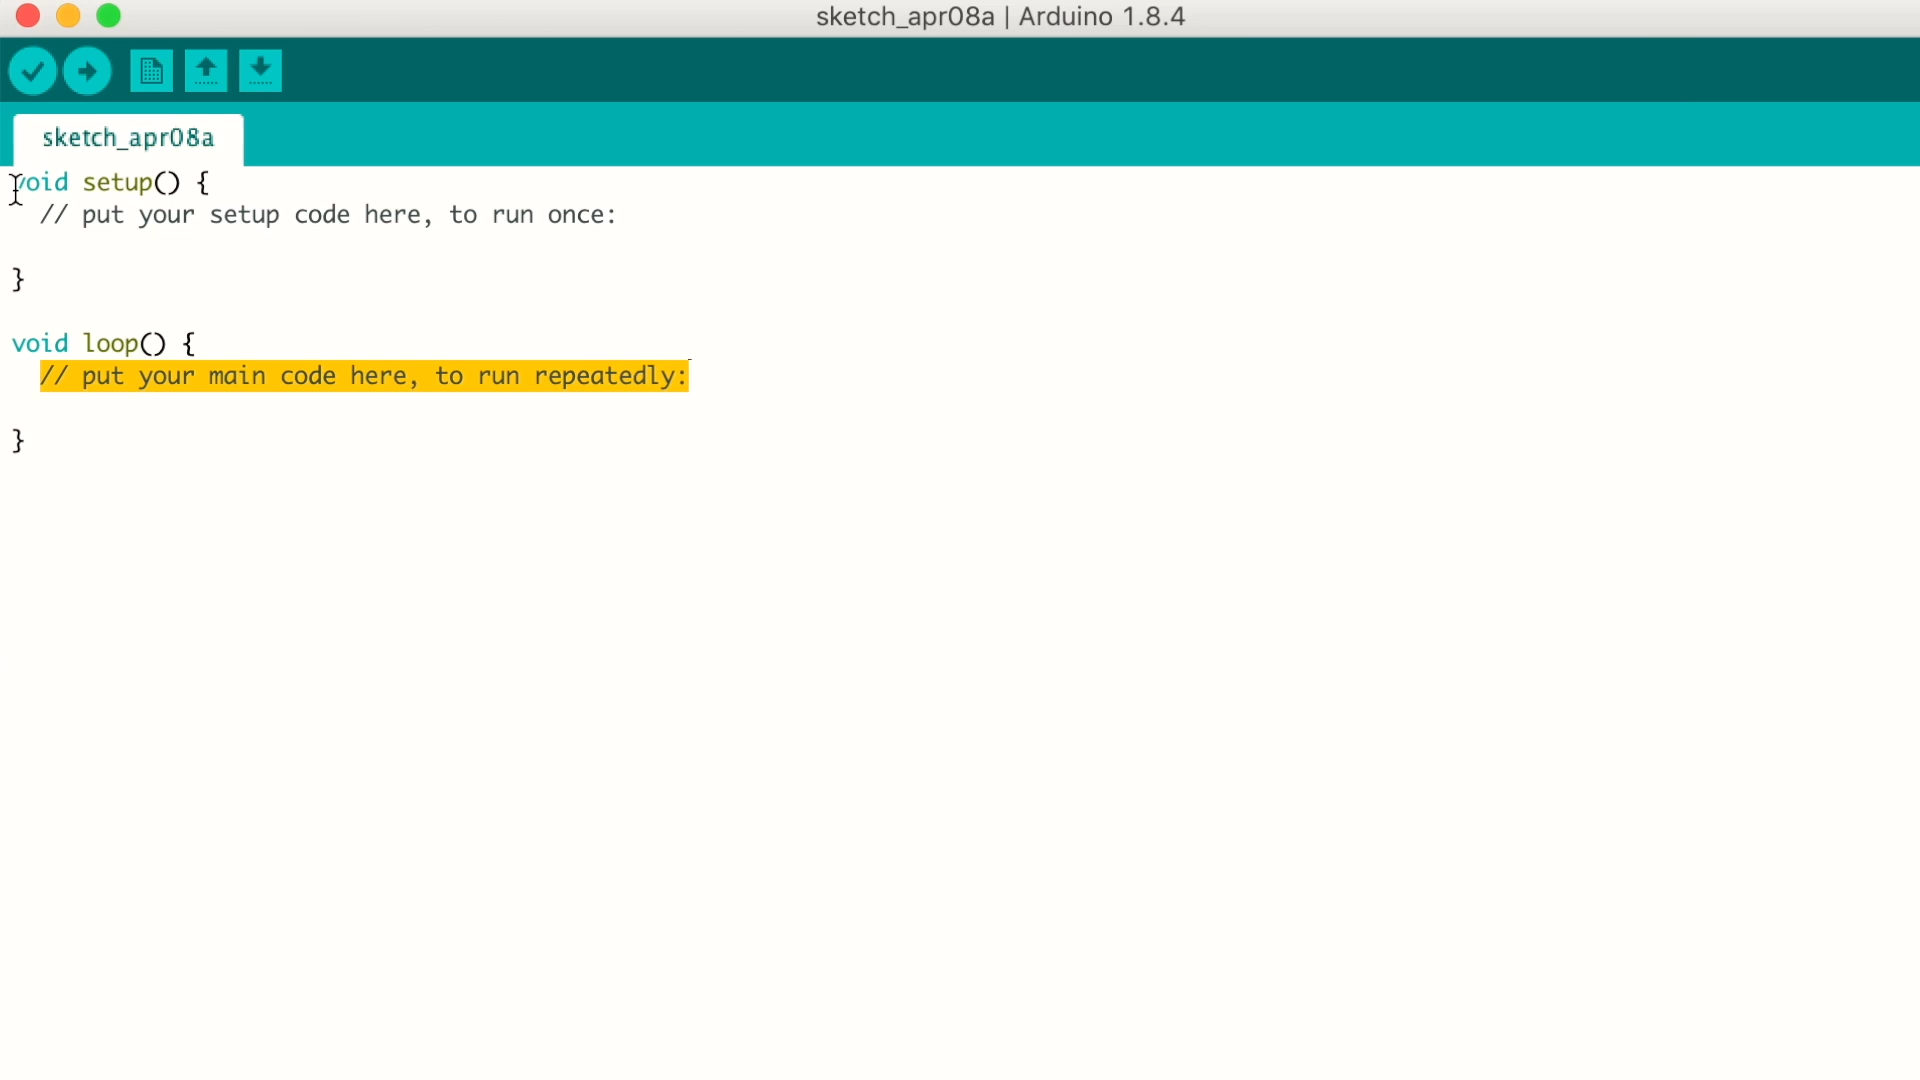 sketch_apr08a | Arduino 1.8.4
sketch_apr08a
void setup() {
  // put your setup code here, to run once:

}

void loop() {
  // put your main code here, to run repeatedly:

}